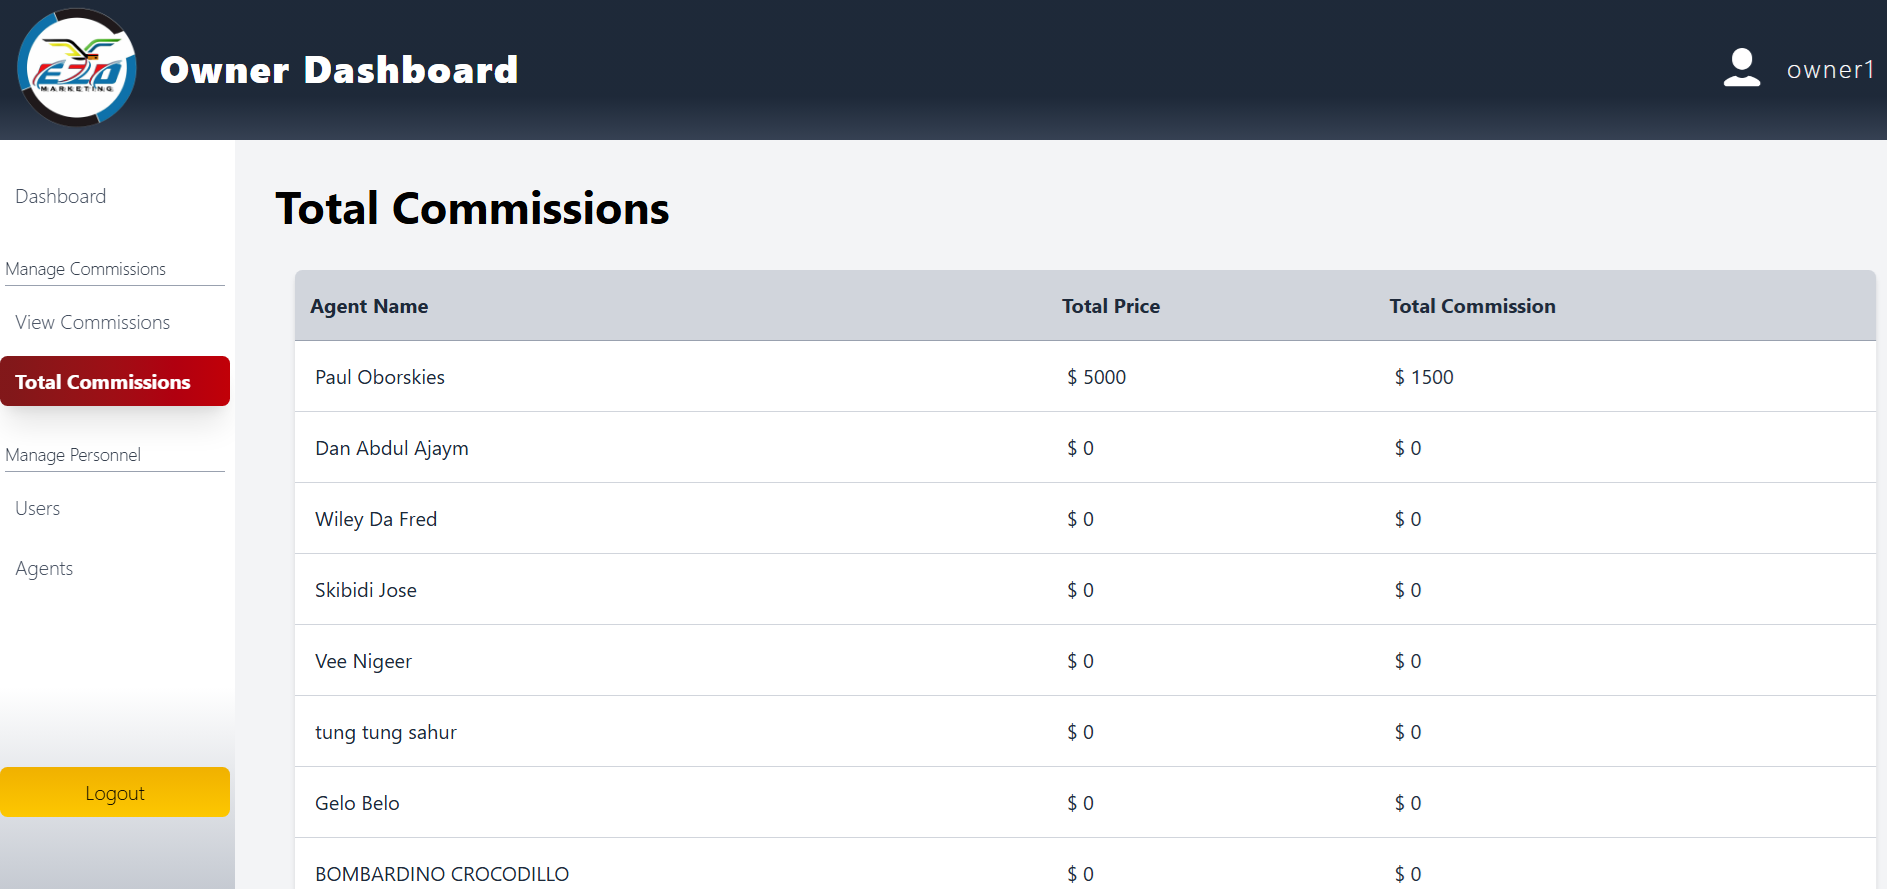 E2O
MARKETING
Owner Dashboard
owner1
Dashboard
Manage Commissions
View Commissions
Total Commissions
Manage Personnel
Users
Agents
Logout
Total Commissions
Agent Name Total Price Total Commission
Paul Oborskies $ 5000 $ 1500
Dan Abdul Ajaym $ 0 $ 0
Wiley Da Fred $ 0 $ 0
Skibidi Jose $ 0 $ 0
Vee Nigeer $ 0 $ 0
tung tung sahur $ 0 $ 0
Gelo Belo $ 0 $ 0
BOMBARDINO CROCODILLO $ 0 $ 0